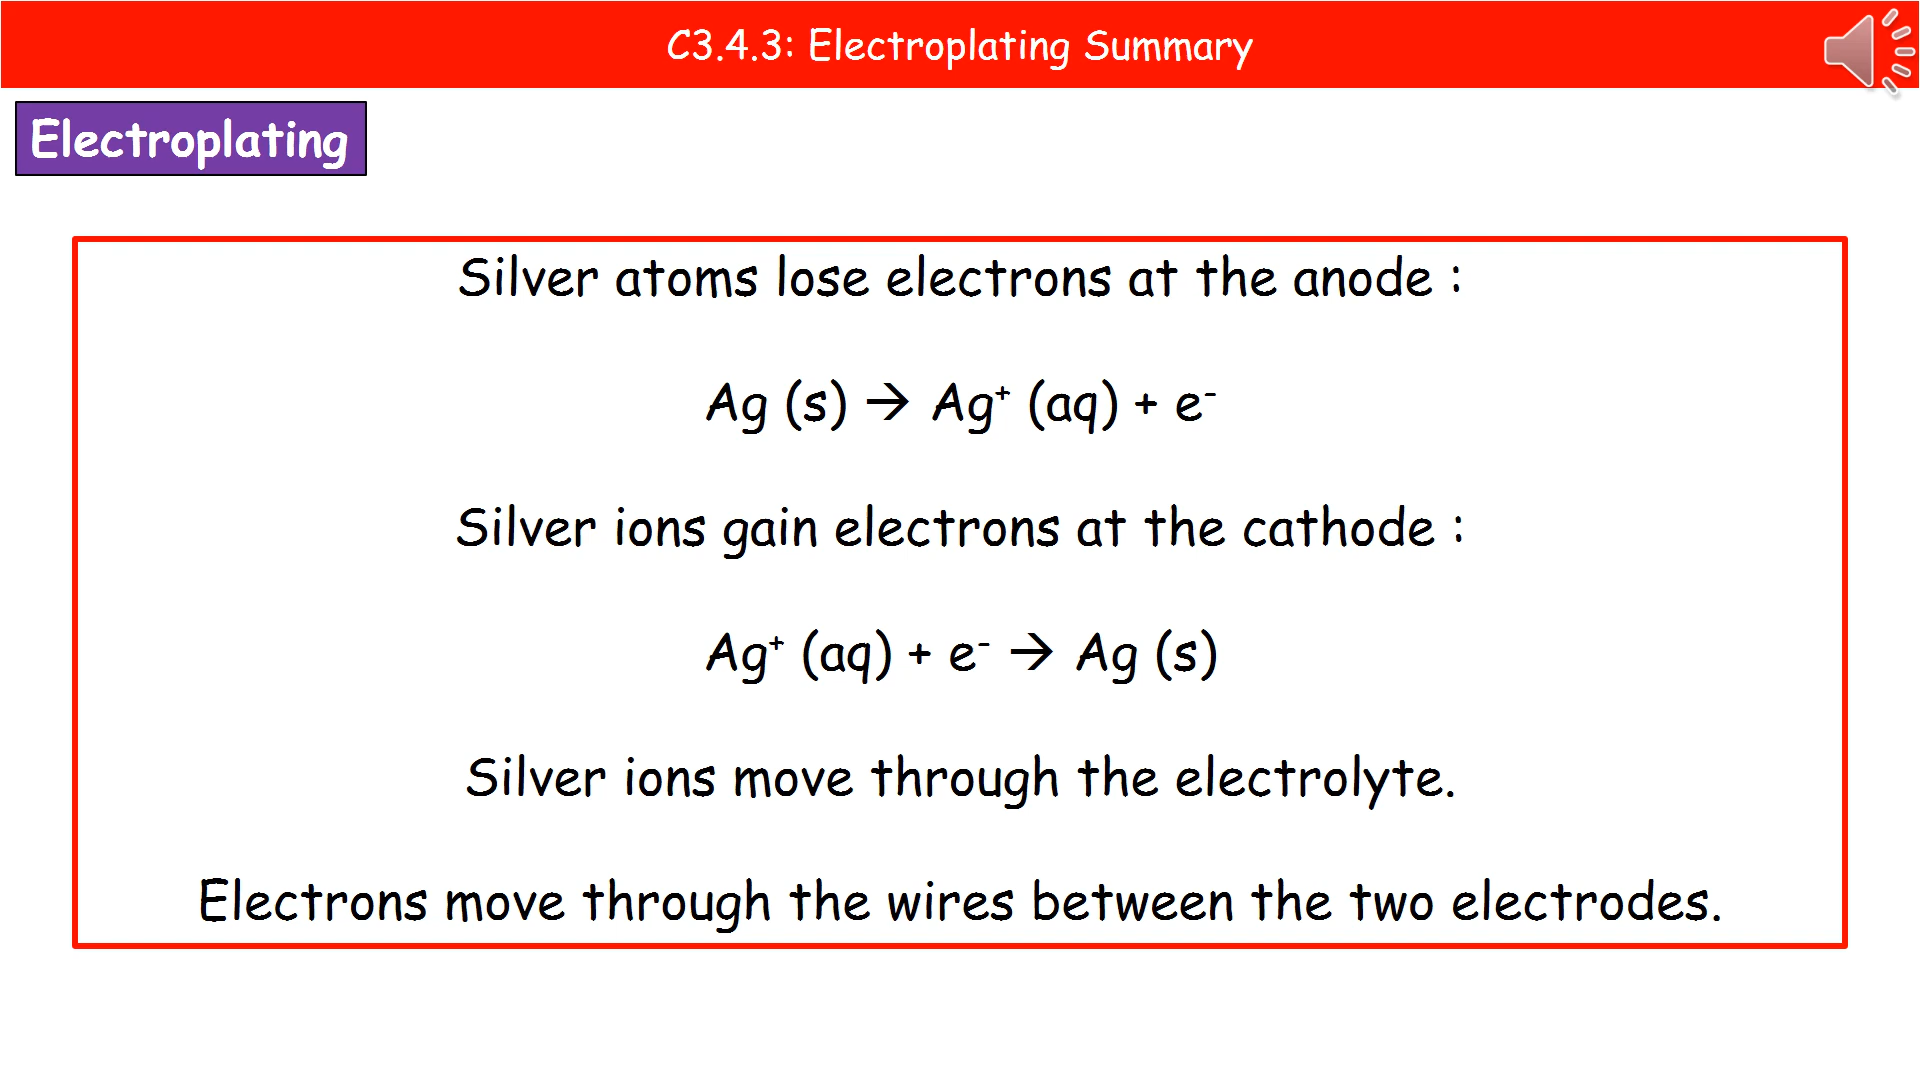 C3.4.3: Electroplating Summary
Electroplating
Silver atoms lose electrons at the anode :
Ag (s) → Ag⁺ (aq) + e⁻
Silver ions gain electrons at the cathode :
Ag⁺ (aq) + e⁻ → Ag (s)
Silver ions move through the electrolyte.
Electrons move through the wires between the two electrodes.